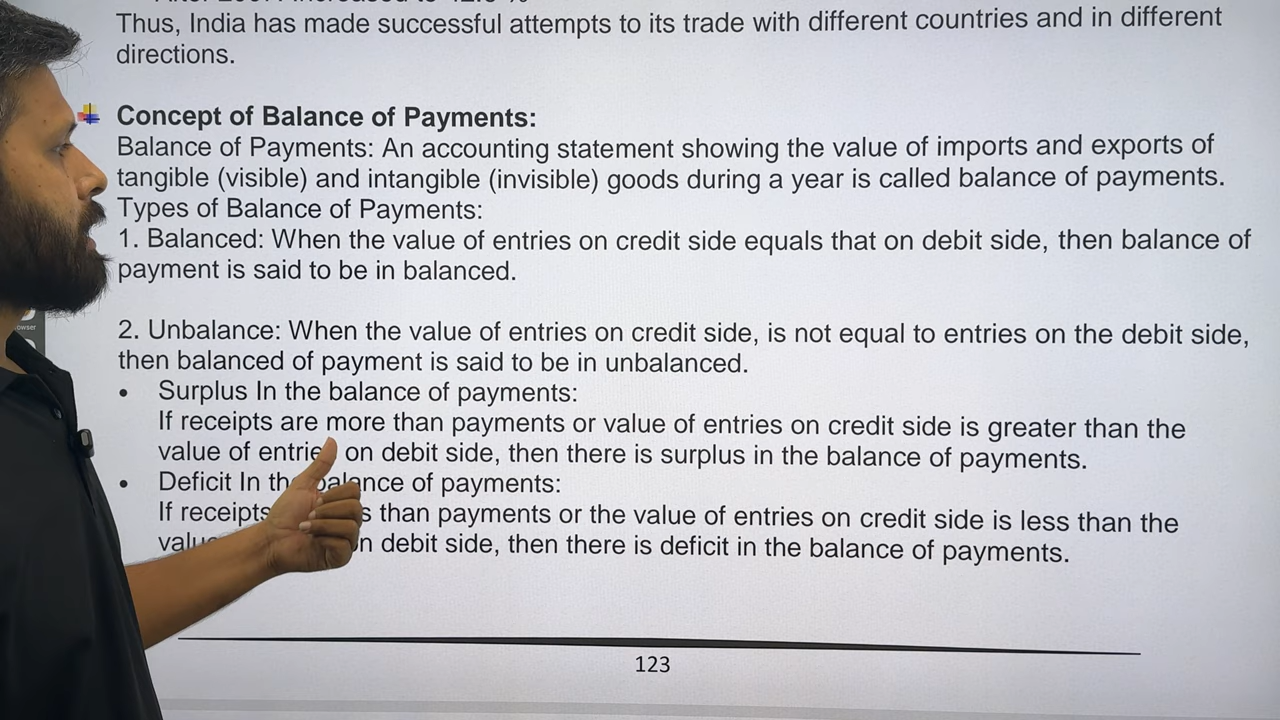 Thus, India has made successful attempts to its trade with different countries and in different
directions.
Concept of Balance of Payments:
Balance of Payments: An accounting statement showing the value of imports and exports of
tangible (visible) and intangible (invisible) goods during a year is called balance of payments.
Types of Balance of Payments:
1. Balanced: When the value of entries on credit side equals that on debit side, then balance of
payment is said to be in balanced.
2. Unbalance: When the value of entries on credit side, is not equal to entries on the debit side,
then balanced of payment is said to be in unbalanced.
• Surplus In the balance of payments:
If receipts are more than payments or value of entries on credit side is greater than the
value of on debit side, then there is surplus in the balance of payments.
• Deficit In of payments:
If receipts than payments or the value of entries on credit side is less than the
debit side, then there is deficit in the balance of payments.
123